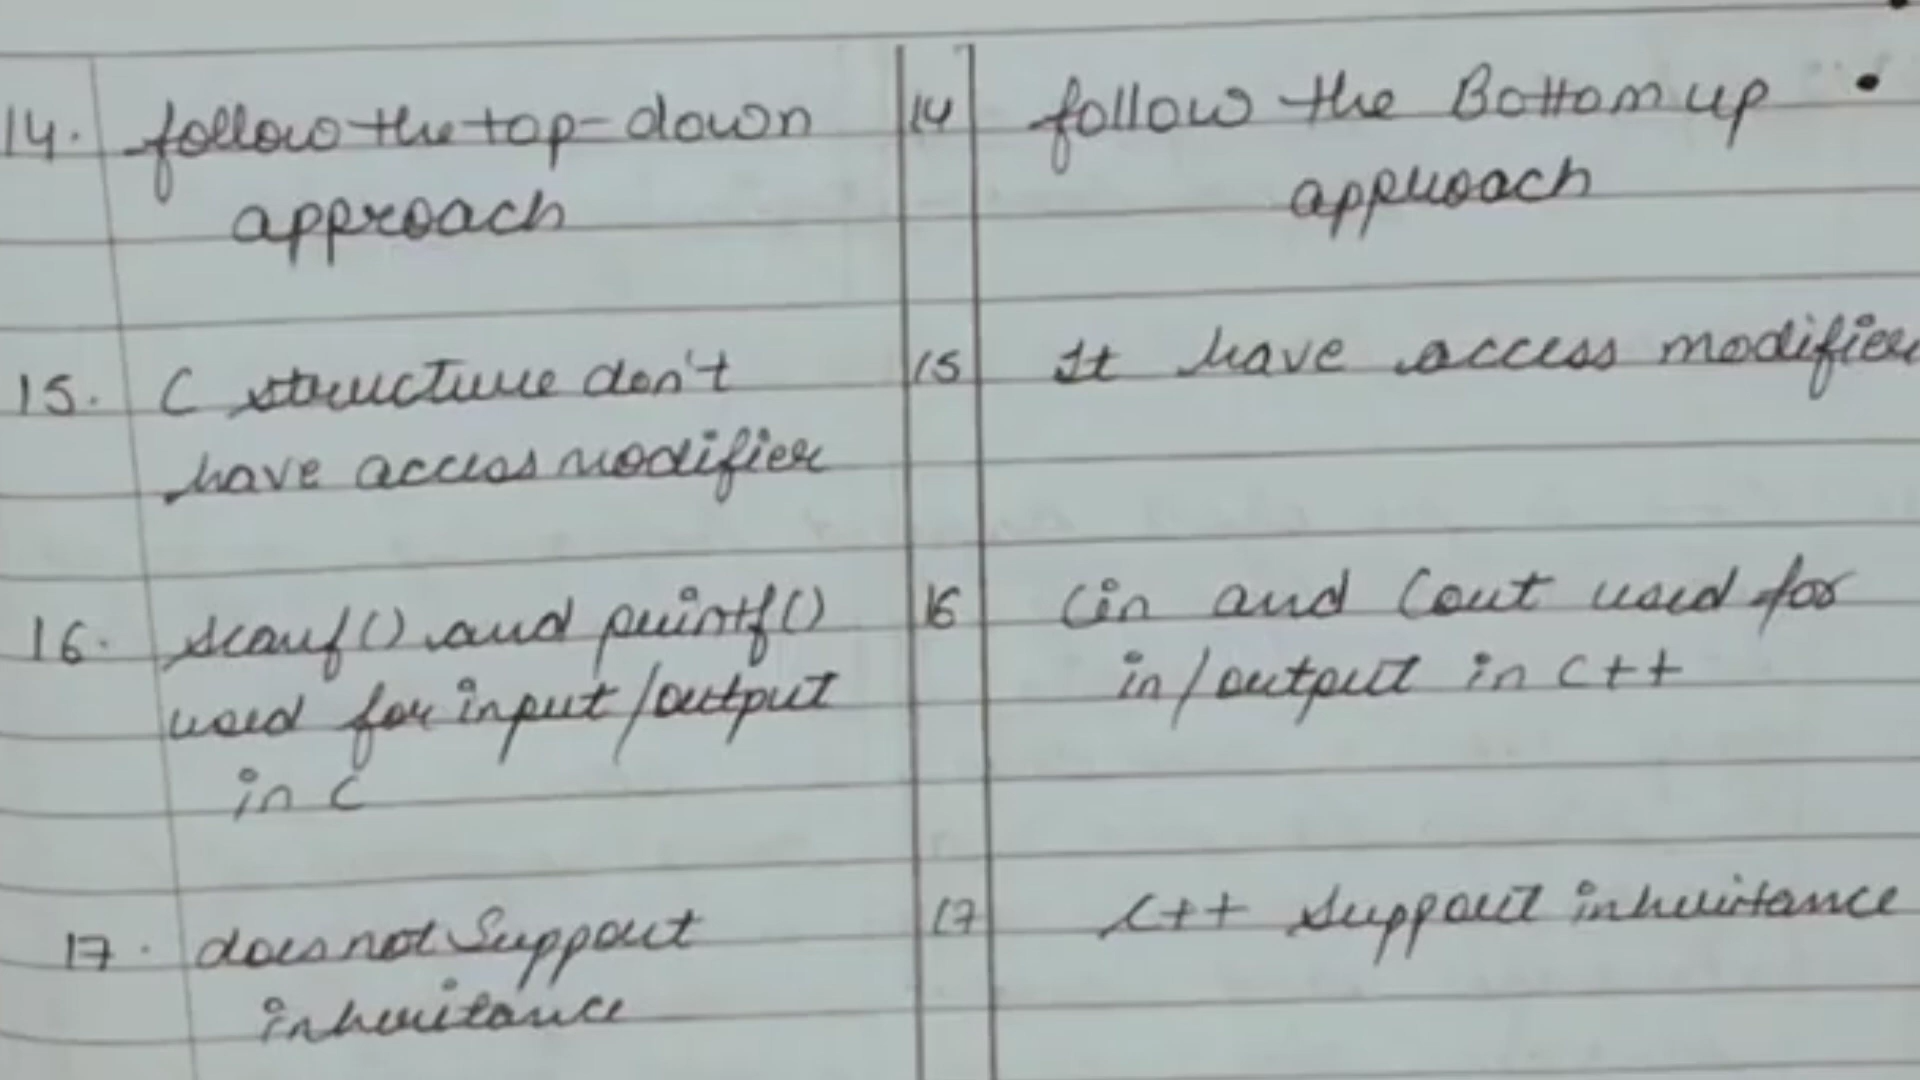 14. follow the top-down
approach
14 follow the Bottom up
approach
15. C structure don't
have access modifier
15 It have access modifier
16. scanf() and printf()
used for input/output
in C
16 Cin and Cout used for
in/output in C++
17. does not Support
inheritance
17 C++ support inheritance